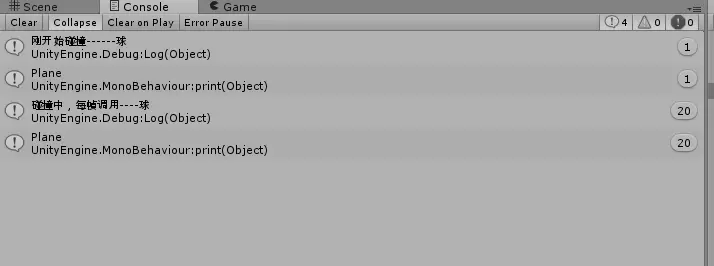 Scene Console Game
Clear Collapse Clear on Play Error Pause 4 0 0
刚开始碰撞------球
UnityEngine.Debug:Log(Object)
1
Plane
UnityEngine.MonoBehaviour:print(Object)
1
碰撞中，每帧调用----球
UnityEngine.Debug:Log(Object)
20
Plane
UnityEngine.MonoBehaviour:print(Object)
20